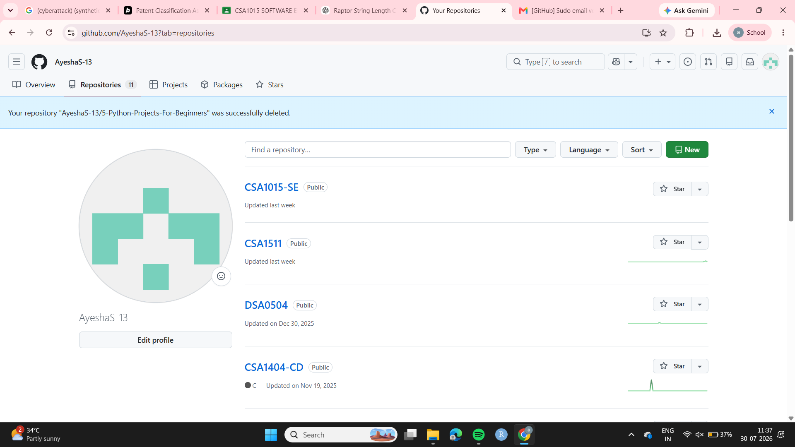 (cyberattack) (syntheti
Patent Classification A
CSA1015 SOFTWARE E
Raptor String Length C
Your Repositories
[GitHub] Sudo email v
Ask Gemini
github.com/AyeshaS-13?tab=repositories
School
AyeshaS-13
Type / to search
Overview
Repositories 11
Projects
Packages
Stars
Your repository "AyeshaS-13/5-Python-Projects-For-Beginners" was successfully deleted.
Find a repository...
Type
Language
Sort
New
CSA1015-SE Public
Star
Updated last week
CSA1511 Public
Star
Updated last week
DSA0504 Public
Star
Updated on Dec 30, 2025
CSA1404-CD Public
Star
C Updated on Nov 19, 2025
AyeshaS-13
Edit profile
2
34°C
Partly sunny
Search
ENG
IN
37%
11:37
30-07-2026